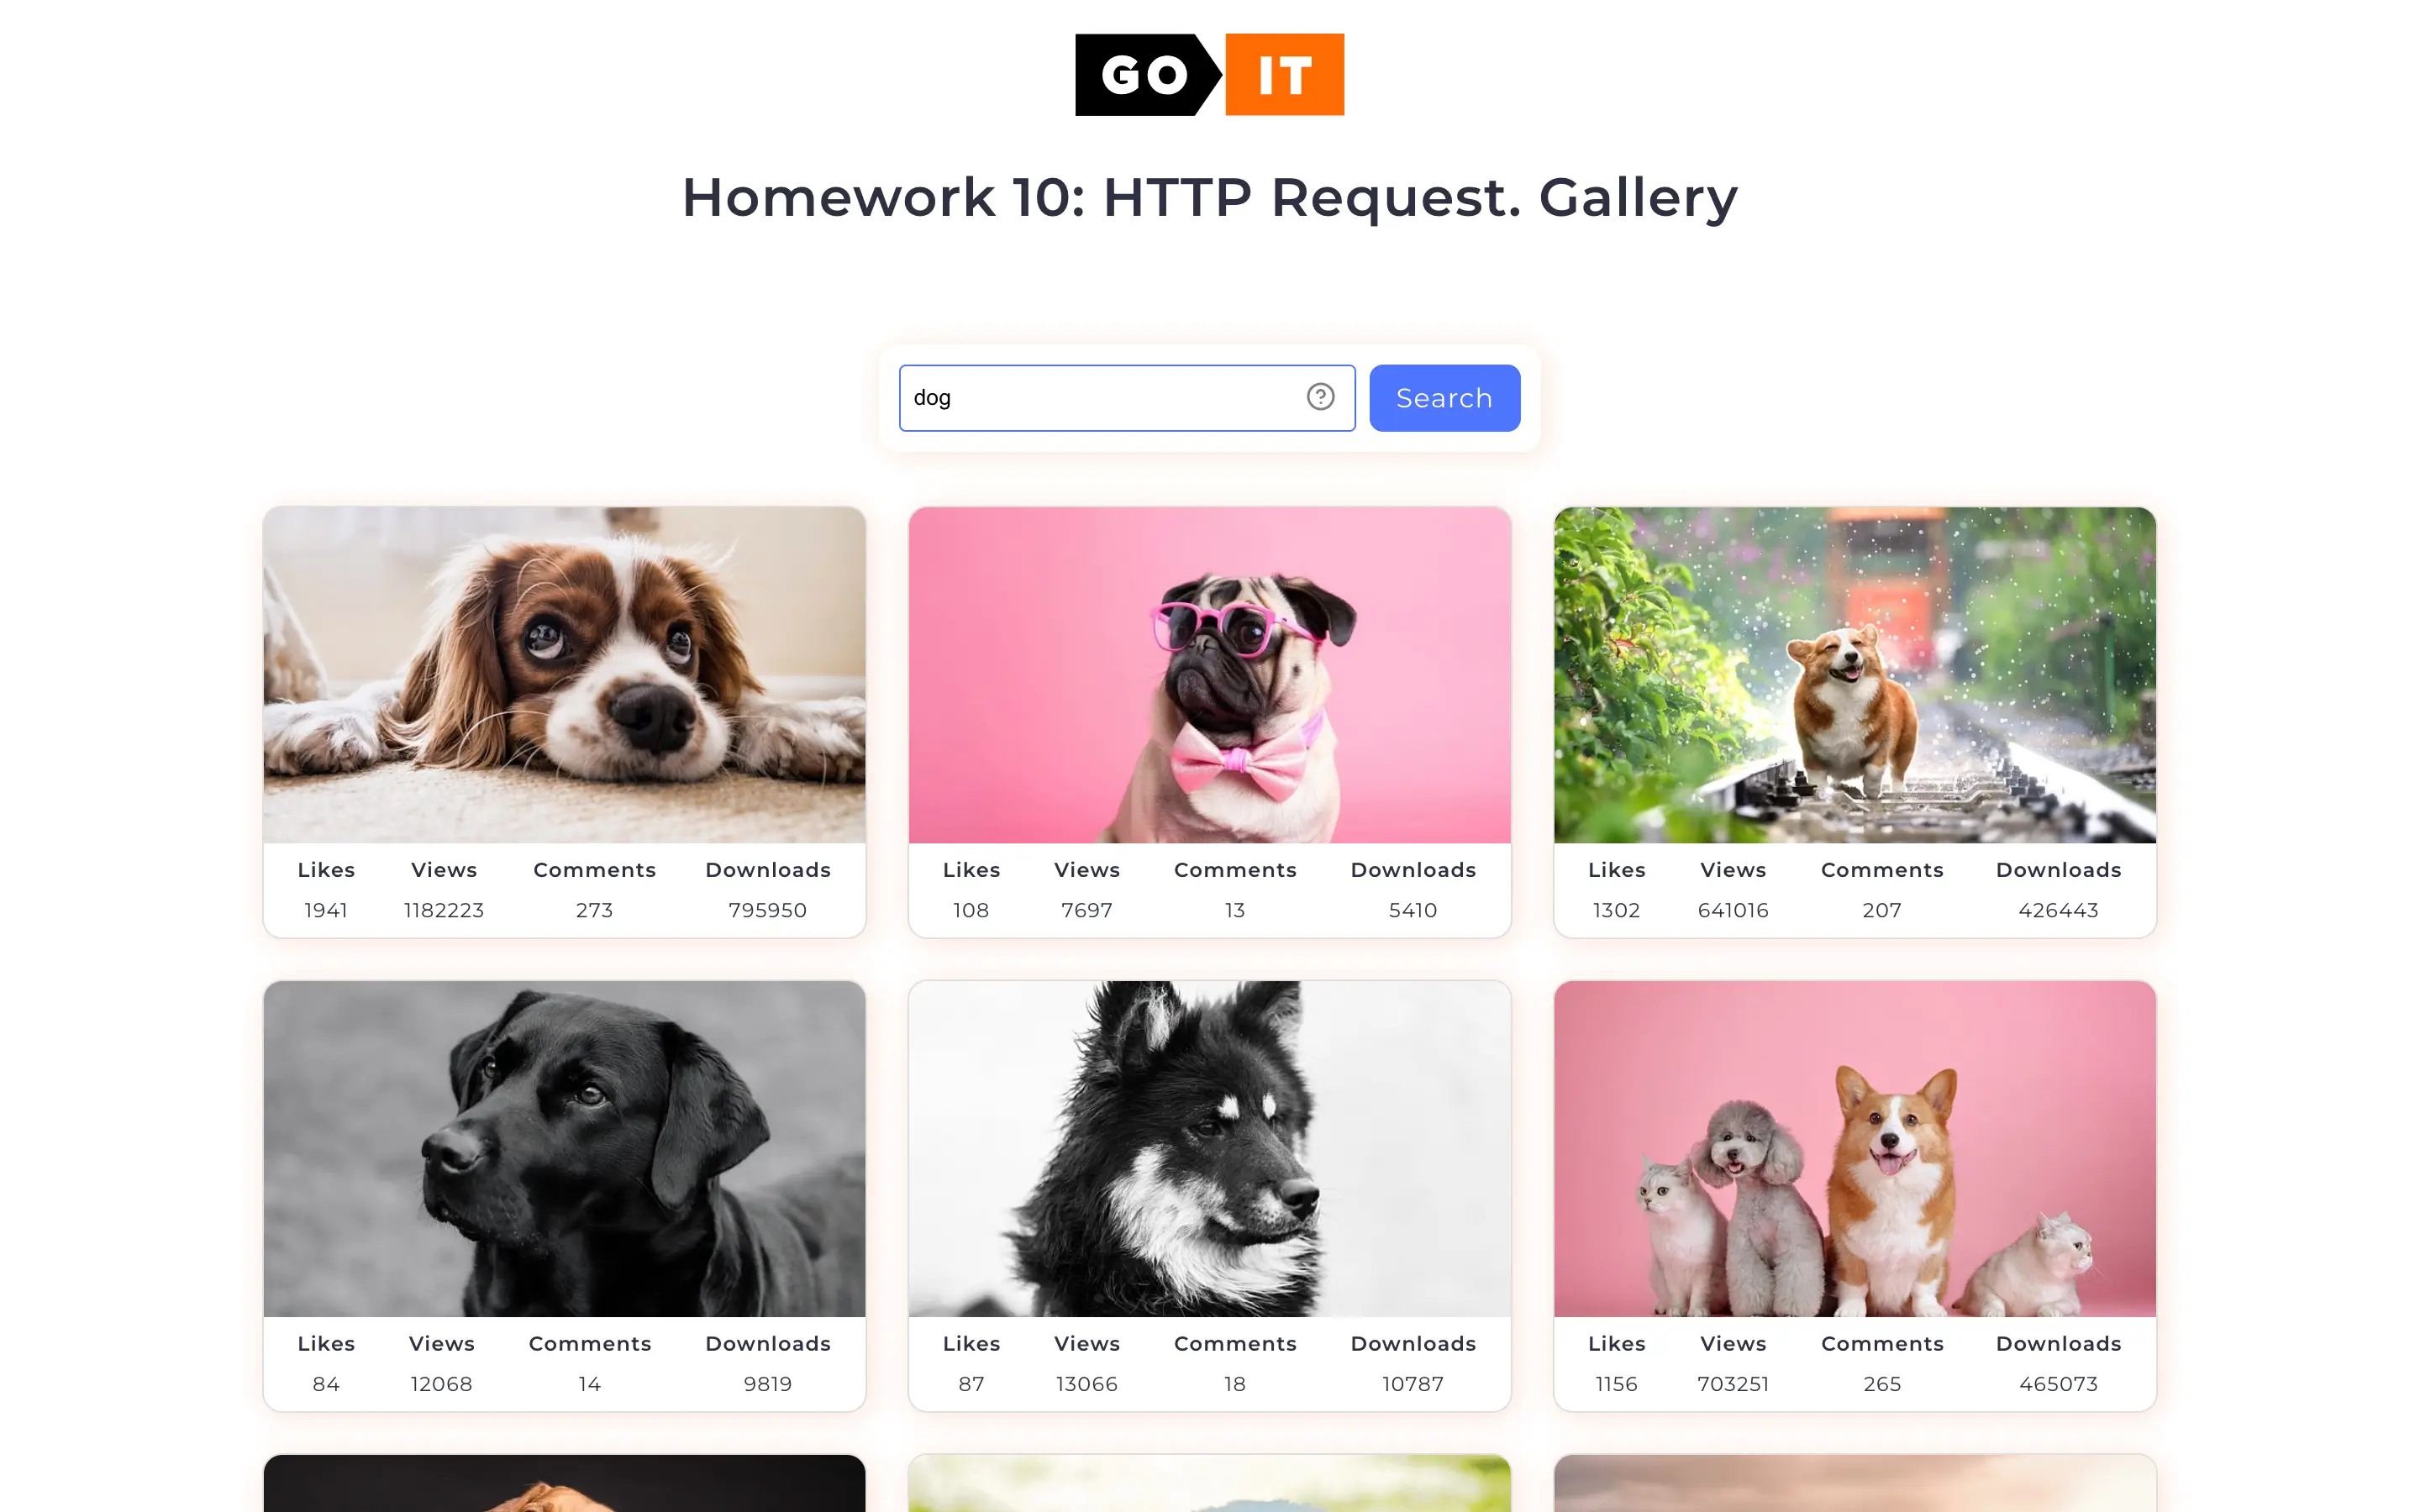 GO IT
Homework 10: HTTP Request. Gallery
dog
Search
Likes Views Comments Downloads
1941 1182223 273 795950
Likes Views Comments Downloads
108 7697 13 5410
Likes Views Comments Downloads
1302 641016 207 426443
Likes Views Comments Downloads
84 12068 14 9819
Likes Views Comments Downloads
87 13066 18 10787
Likes Views Comments Downloads
1156 703251 265 465073